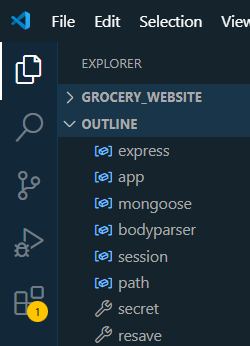 File Edit Selection View
EXPLORER
GROCERY_WEBSITE
OUTLINE
express
app
mongoose
bodyparser
session
path
1
secret
resave